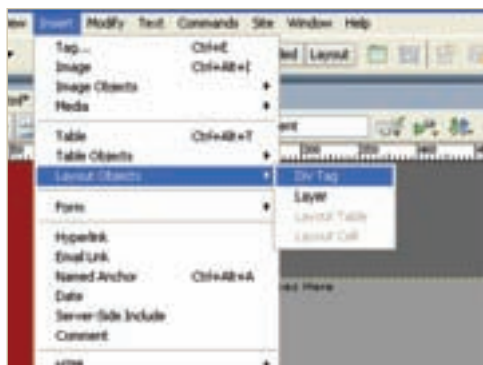 Insert Modify Text Commands Site Window Help
Tag... Ctrl+E
Image Ctrl+Alt+I
Image Objects
Media
Table Ctrl+Alt+T
Table Objects
Layout Objects
Form
Hyperlink
Email Link
Named Anchor Ctrl+Alt+A
Date
Server-Side Include
Comment
HTML
Layout
Div Tag
Layer
Layout Table
Layout Cell
Here